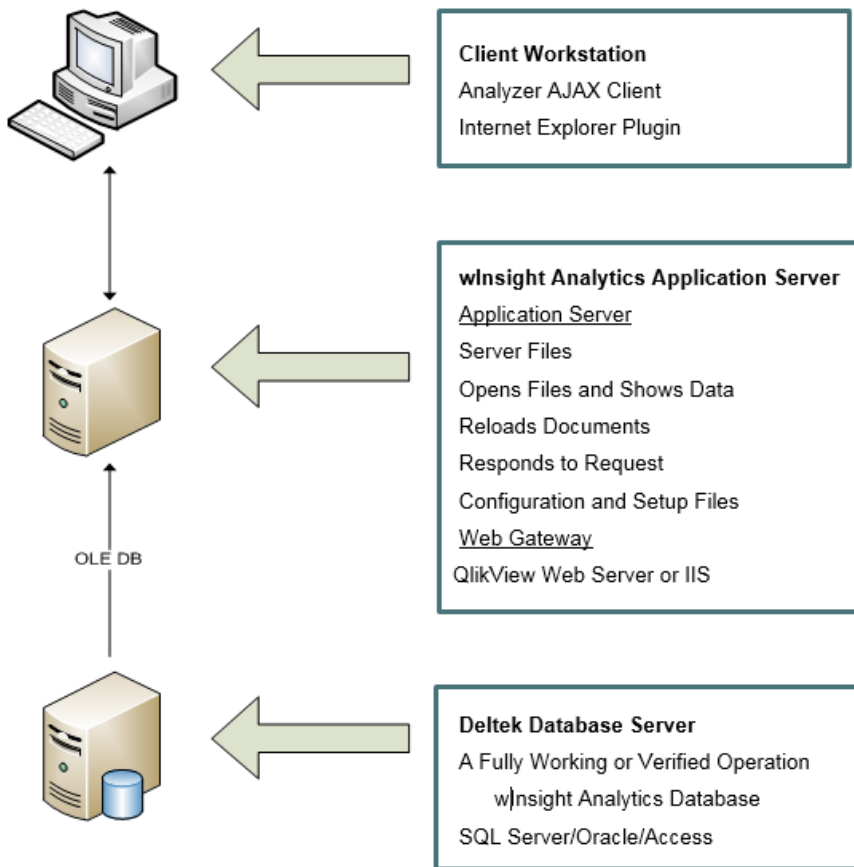 Client Workstation
Analyzer AJAX Client
Internet Explorer Plugin
wInsight Analytics Application Server
Application Server
Server Files
Opens Files and Shows Data
Reloads Documents
Responds to Request
Configuration and Setup Files
Web Gateway
QlikView Web Server or IIS
OLE DB
Deltek Database Server
A Fully Working or Verified Operation
wInsight Analytics Database
SQL Server/Oracle/Access